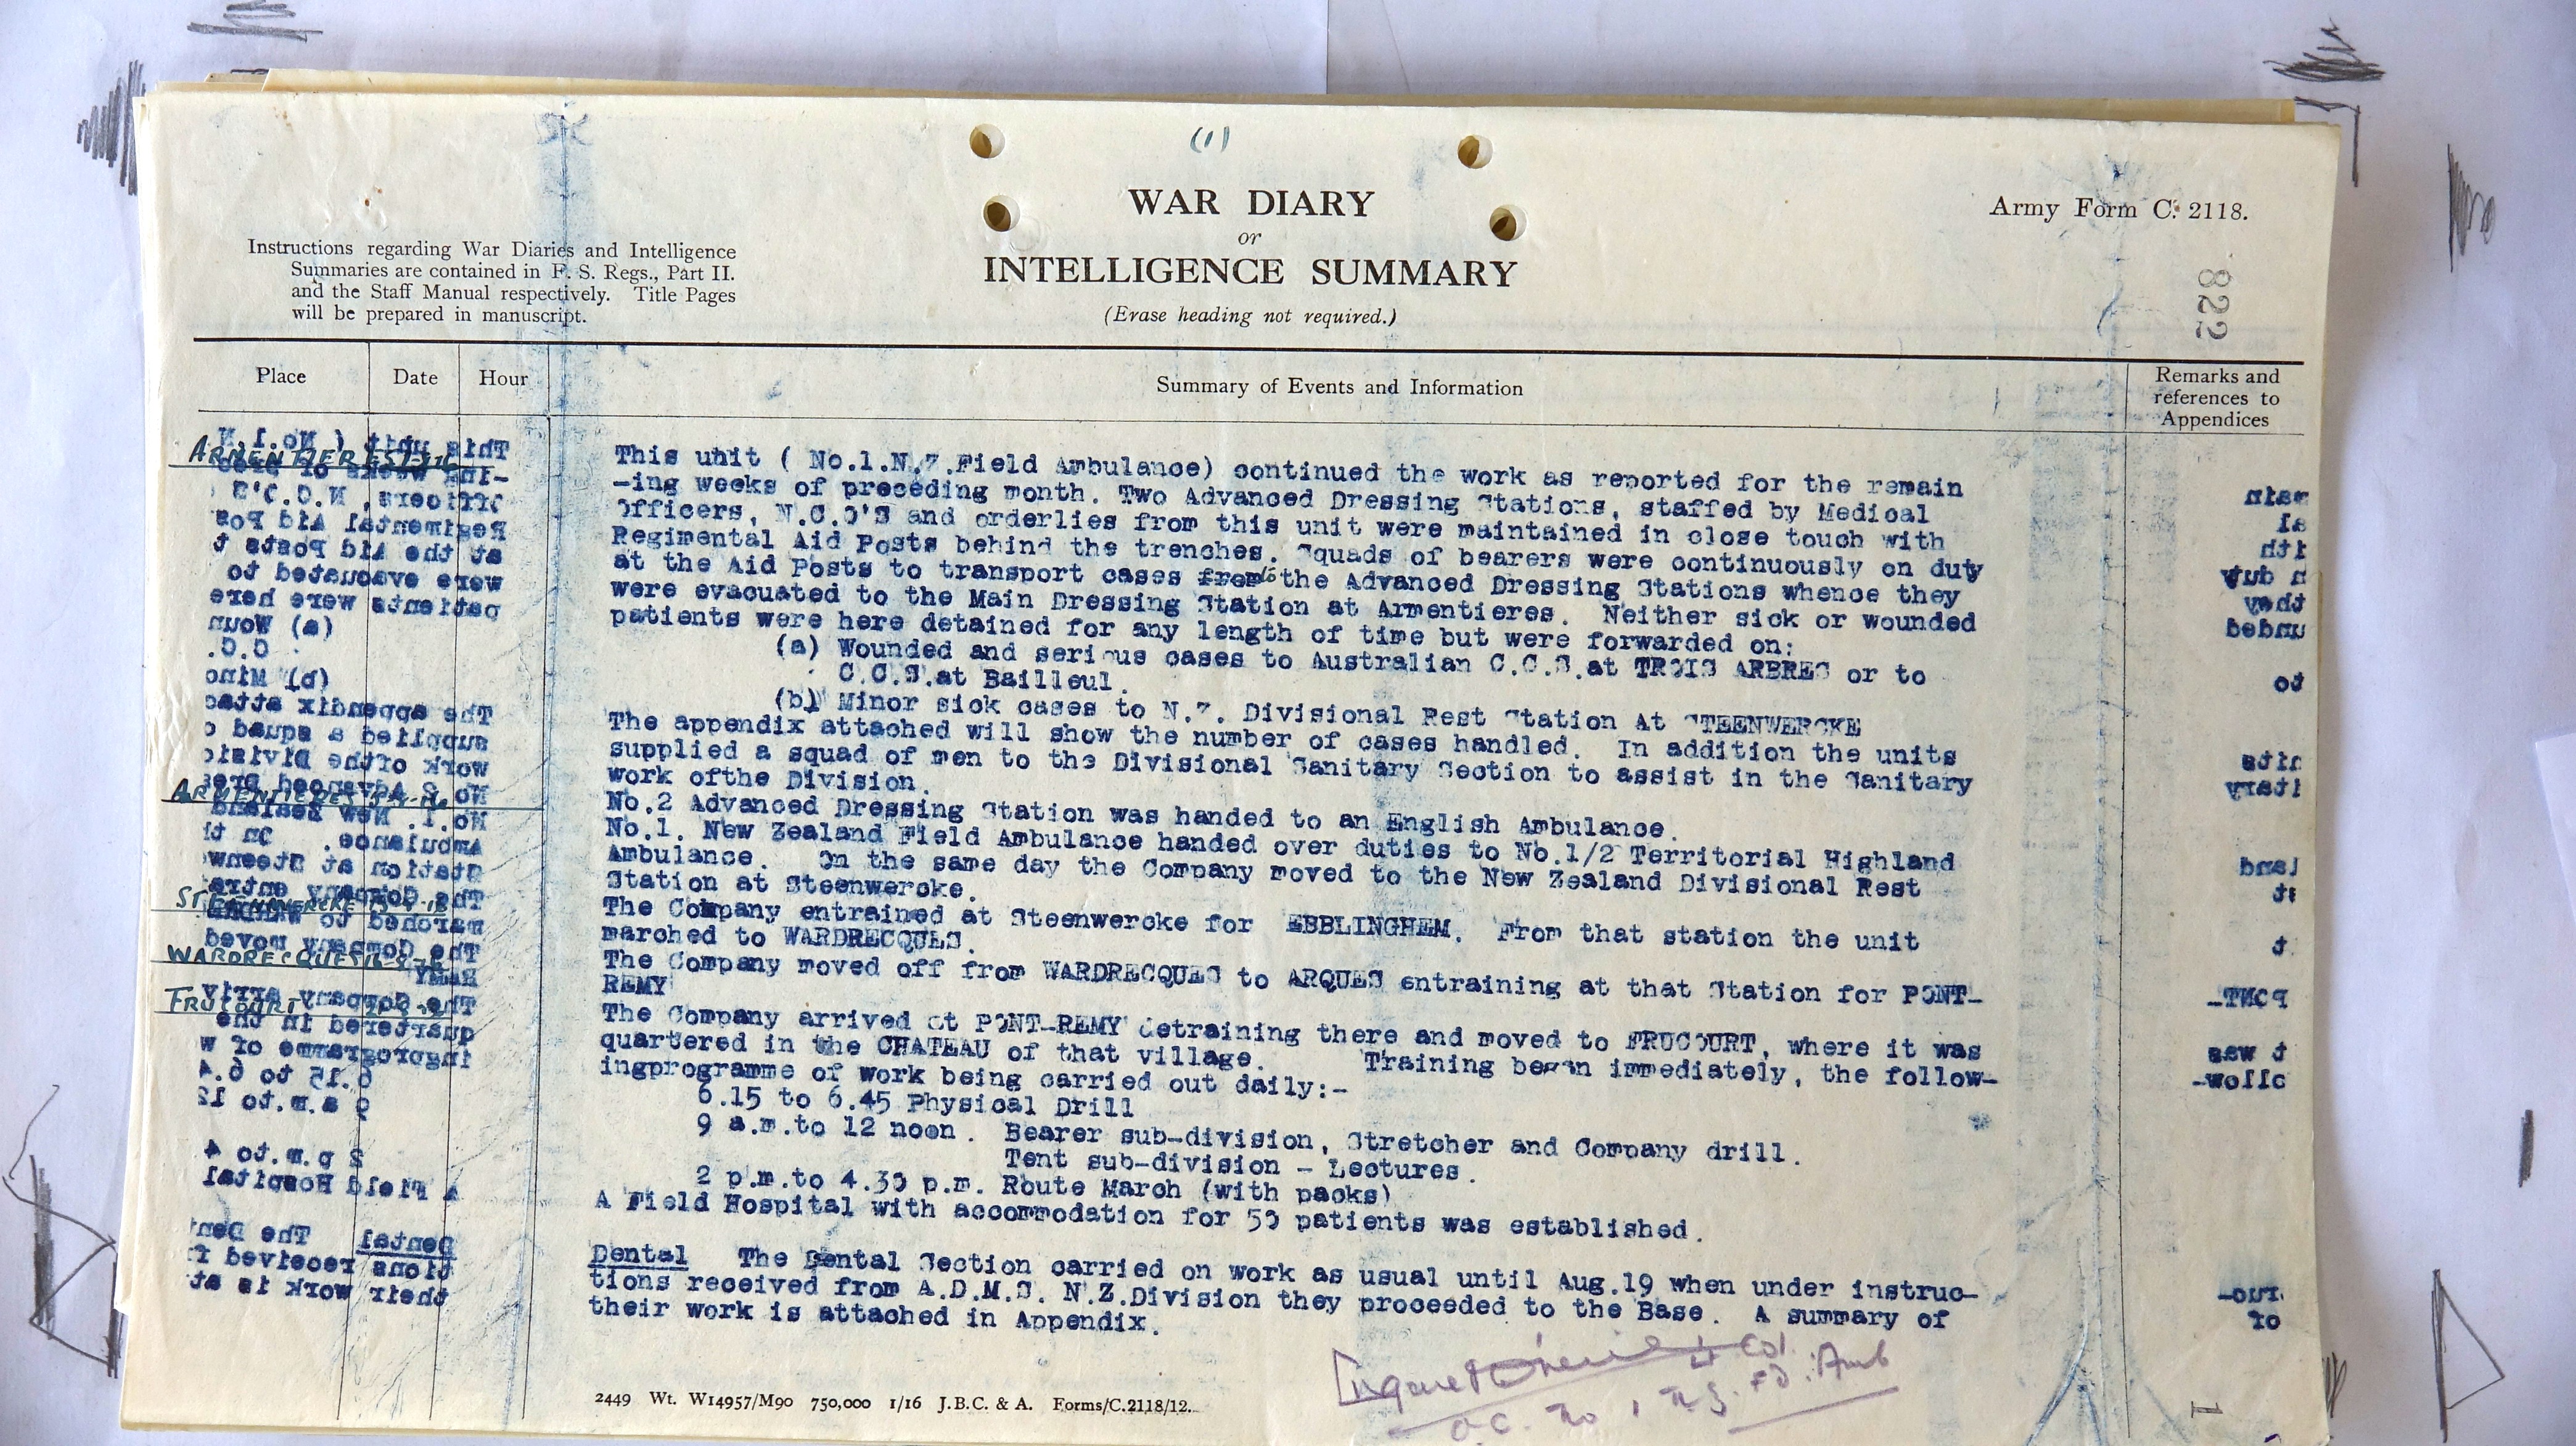 (1)
WAR DIARY
or
INTELLIGENCE SUMMARY
(Erase heading not required.)
Army Form C. 2118.
Instructions regarding War Diaries and Intelligence
Summaries are contained in F. S. Regs., Part II.
and the Staff Manual respectively. Title Pages
will be prepared in manuscript.
822
Place Date Hour Summary of Events and Information Remarks and
references to
Appendices
ARMENTIERES
This unit ( No.1.N.Z.Field Ambulance) continued the work as reported for the remain
-ing weeks of preceding month. Two Advanced Dressing Stations, staffed by Medical
Officers, N.C.O'S and orderlies from this unit were maintained in close touch with
Regimental Aid Posts behind the trenches. Squads of bearers were continuously on duty
at the Aid Posts to transport cases from to the Advanced Dressing Stations whence they
were evacuated to the Main Dressing Station at Armentieres. Neither sick or wounded
patients were here detained for any length of time but were forwarded on:
(a) Wounded and serious cases to Australian C.C.S.at TROIS ARBRES or to
C.C.S.at Bailleul.
(b) Minor sick cases to N.Z. Divisional Rest Station At STEENWERCKE
The appendix attached will show the number of cases handled. In addition the units
supplied a squad of men to the Divisional Sanitary Section to assist in the Sanitary
work ofthe Division.
ARMENTIERES
No.2 Advanced Dressing Station was handed to an English Ambulance.
No.1. New Zealand Field Ambulance handed over duties to No.1/2 Territorial Highland
Ambulance. On the same day the Company moved to the New Zealand Divisional Rest
Station at Steenwercke.
STEENWERCKE
The Company entrained at Steenwercke for EBBLINGHEM. From that station the unit
marched to WARDRECQUES.
WARDRECQUES
The Company moved off from WARDRECQUES to ARQUES entraining at that Station for PONT-
REMY
FRUCOURT
The Company arrived at PONT-REMY detraining there and moved to FRUCOURT, where it was
quartered in the CHATEAU of that village. Training began immediately, the follow-
ingprogramme of work being carried out daily:-
6.15 to 6.45 Physical Drill
9 a.m.to 12 noon. Bearer sub-division, Stretcher and Company drill.
Tent sub-division - Lectures.
2 p.m.to 4.30 p.m. Route March (with packs)
A Field Hospital with accommodation for 50 patients was established.
Dental The Dental Section carried on work as usual until Aug.19 when under instruc-
tions received from A.D.M.S. N.Z.Division they proceeded to the Base. A summary of
their work is attached in Appendix.
Lt Col.
O.C. No 1 N.Z. Fd. Amb
2449 Wt. W14957/M90 750,000 1/16 J.B.C. & A. Forms/C.2118/12.
1